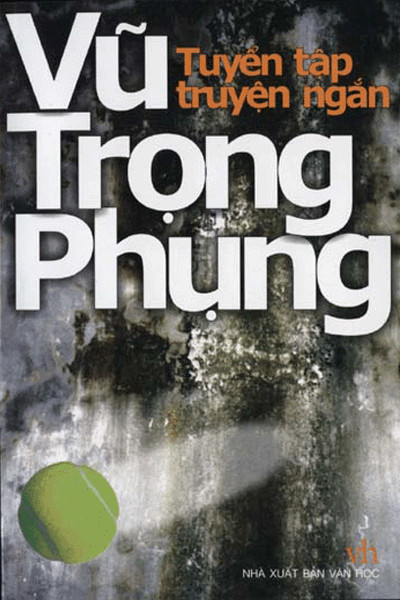 Vũ
Tuyển tập
truyện ngắn
Trọng
Phụng
vh
NHÀ XUẤT BẢN VĂN HỌC